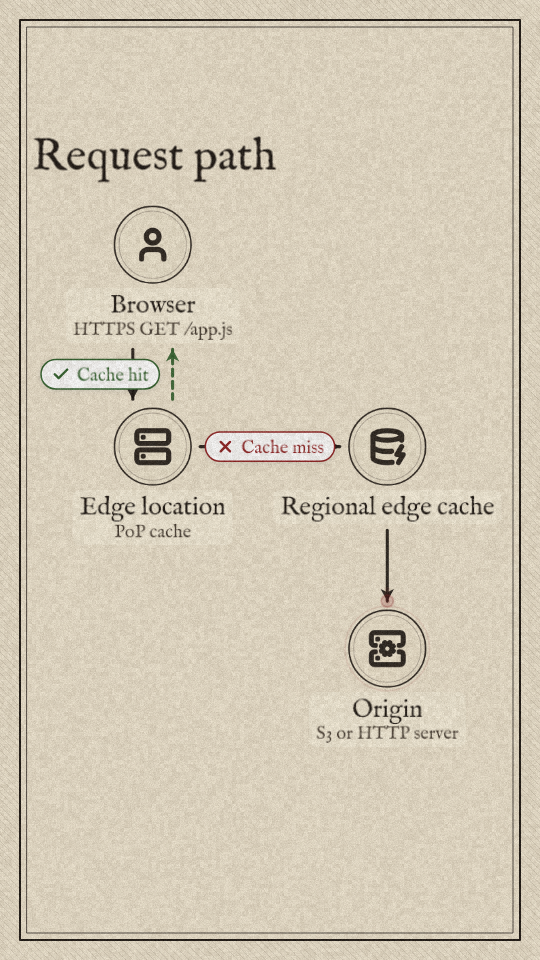 Request path
Browser
HTTPS GET /app.js
Cache hit
Cache miss
Edge location
PoP cache
Regional edge cache
Origin
S3 or HTTP server